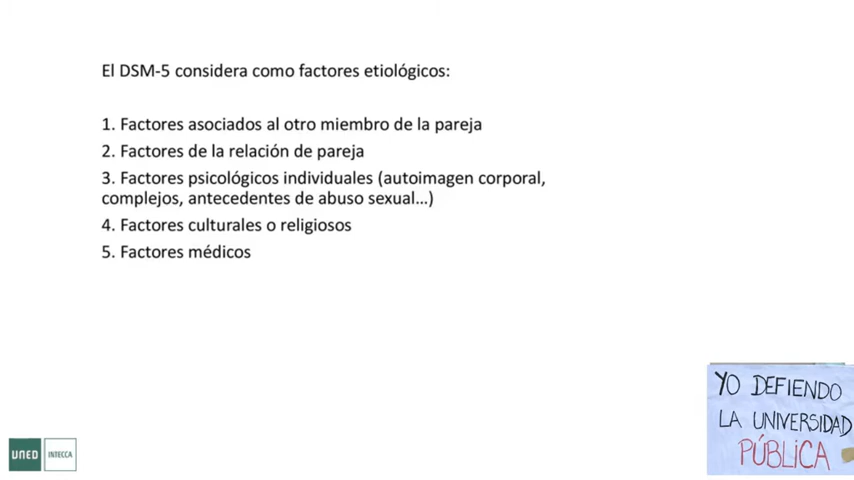 El DSM-5 considera como factores etiológicos:
1. Factores asociados al otro miembro de la pareja
2. Factores de la relación de pareja
3. Factores psicológicos individuales (autoimagen corporal,
complejos, antecedentes de abuso sexual...)
4. Factores culturales o religiosos
5. Factores médicos
YO DEFIENDO
LA UNIVERSIDAD
PÚBLICA
UNED INTECCA